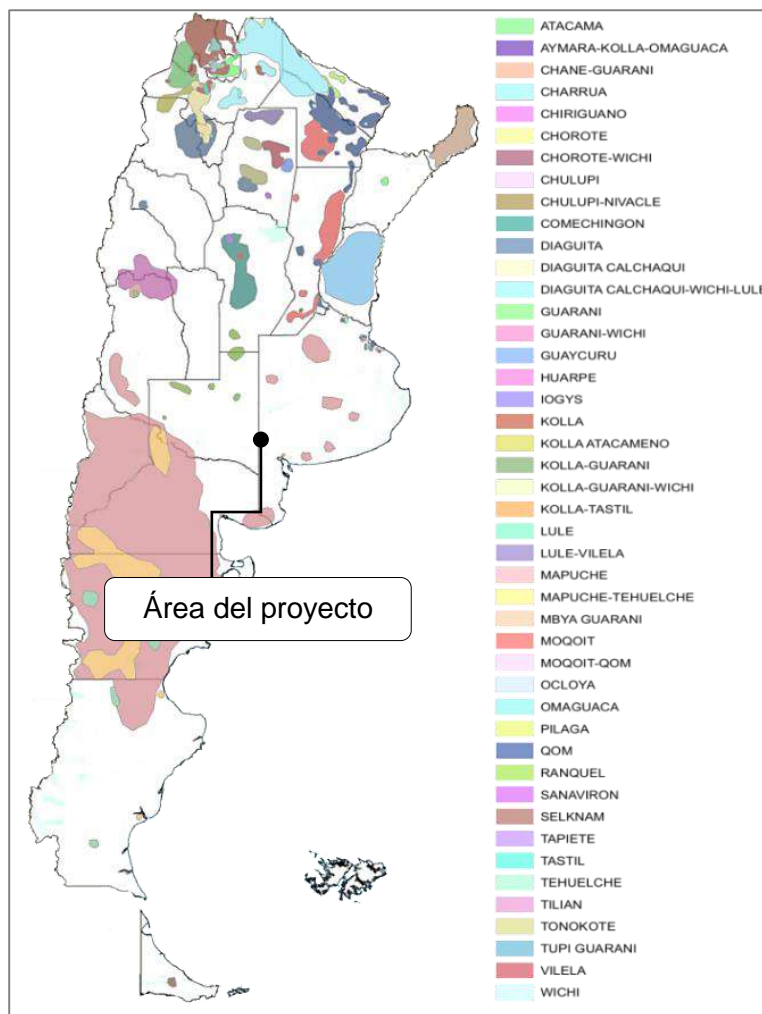 ATACAMA
AYMARA-KOLLA-OMAGUACA
CHANE-GUARANI
CHARRUA
CHIRIGUANO
CHOROTE
CHOROTE-WICHI
CHULUPI
CHULUPI-NIVACLE
COMECHINGON
DIAGUITA
DIAGUITA CALCHAQUI
DIAGUITA CALCHAQUI-WICHI-LULE
GUARANI
GUARANI-WICHI
GUAYCURU
HUARPE
IOGYS
KOLLA
KOLLA ATACAMENO
KOLLA-GUARANI
KOLLA-GUARANI-WICHI
KOLLA-TASTIL
LULE
LULE-VILELA
MAPUCHE
MAPUCHE-TEHUELCHE
MBYA GUARANI
MOQOIT
MOQOIT-QOM
OCLOYA
OMAGUACA
PILAGA
QOM
RANQUEL
SANAVIRON
SELKNAM
TAPIETE
TASTIL
TEHUELCHE
TILIAN
TONOKOTE
TUPI GUARANI
VILELA
WICHI
Área del proyecto